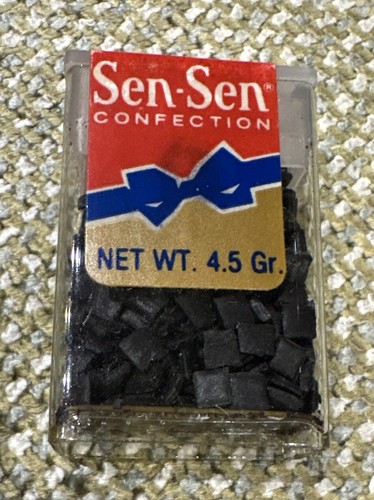 Sen-Sen®
CONFECTION
NET WT. 4.5 Gr.